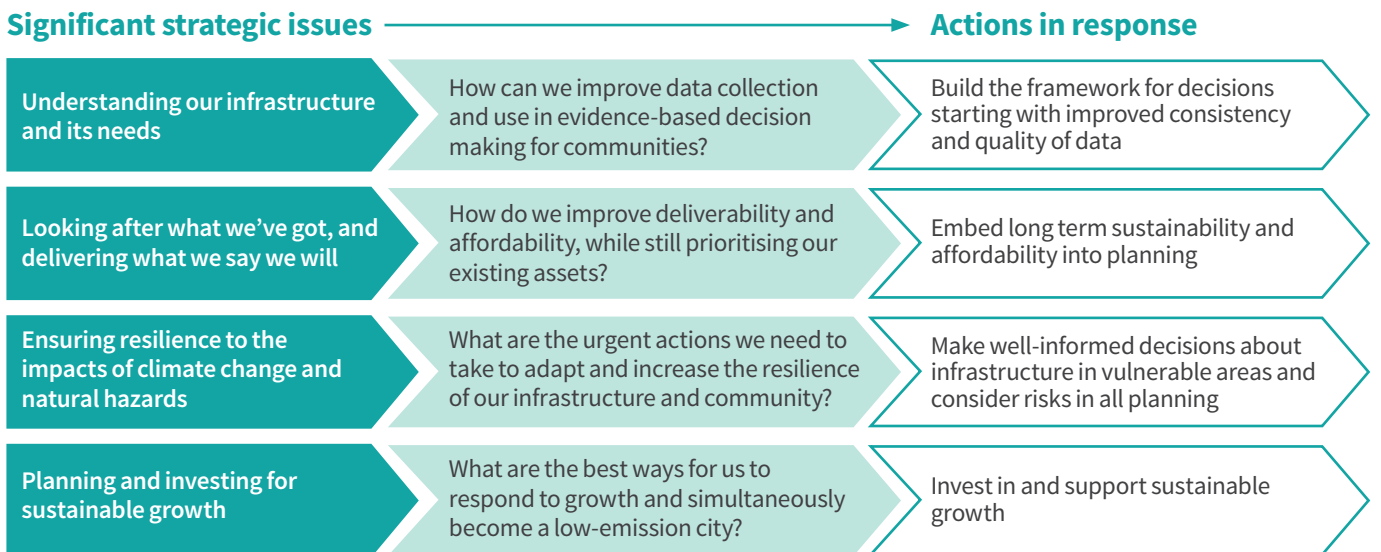 Significant strategic issues
Actions in response
Understanding our infrastructure
and its needs
How can we improve data collection
and use in evidence-based decision
making for communities?
Build the framework for decisions
starting with improved consistency
and quality of data
Looking after what we’ve got, and
delivering what we say we will
How do we improve deliverability and
affordability, while still prioritising our
existing assets?
Embed long term sustainability and
affordability into planning
Ensuring resilience to the
impacts of climate change and
natural hazards
What are the urgent actions we need to
take to adapt and increase the resilience
of our infrastructure and community?
Make well-informed decisions about
infrastructure in vulnerable areas and
consider risks in all planning
Planning and investing for
sustainable growth
What are the best ways for us to
respond to growth and simultaneously
become a low-emission city?
Invest in and support sustainable
growth